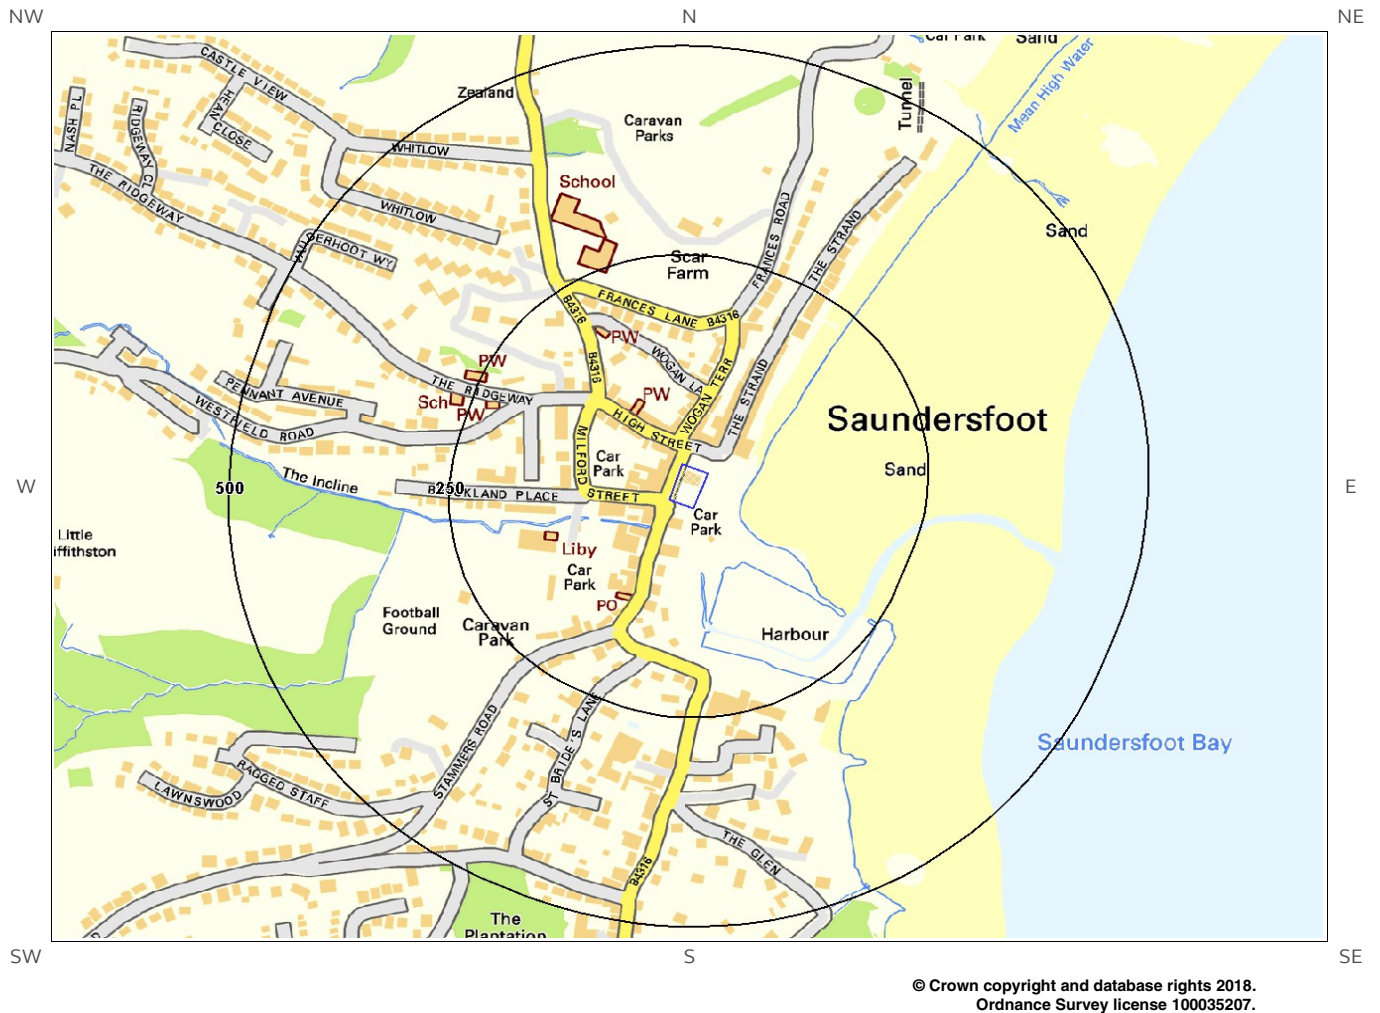 NW
N
NE
Car Park
Sand
CASTLE VIEW
Mean High Water
Zealand
Tunnel
HEAN
CLOSE
NASH PL
RIDGEWAY CL
Caravan
Parks
WHITLOW
THE RIDGEWAY
School
WHITLOW
FRANCES ROAD
THE STRAND
Sand
Scar
Farm
FRANCES LANE
B4316
B4316
PW
WOGAN LA
B4316
WOGAN TERR
THE STRAND
PW
THE RIDGEWAY
Sch
PW
PW
PENNANT AVENUE
WESTFIELD ROAD
HIGH STREET
Saundersfoot
MILFORD
STREET
Car
Park
Sand
The Incline
W
500
250
E
PLACE
Car
Park
Little
iffithston
Liby
Car
Park
PO
Football
Ground
Caravan
Park
Harbour
STAMMERS ROAD
ST BRIDE'S LANE
Saundersfoot Bay
RAGGED STAFF
LAWNSWOOD
THE GLEN
B4316
The
Plantation
SW
S
SE
© Crown copyright and database rights 2018.
Ordnance Survey license 100035207.